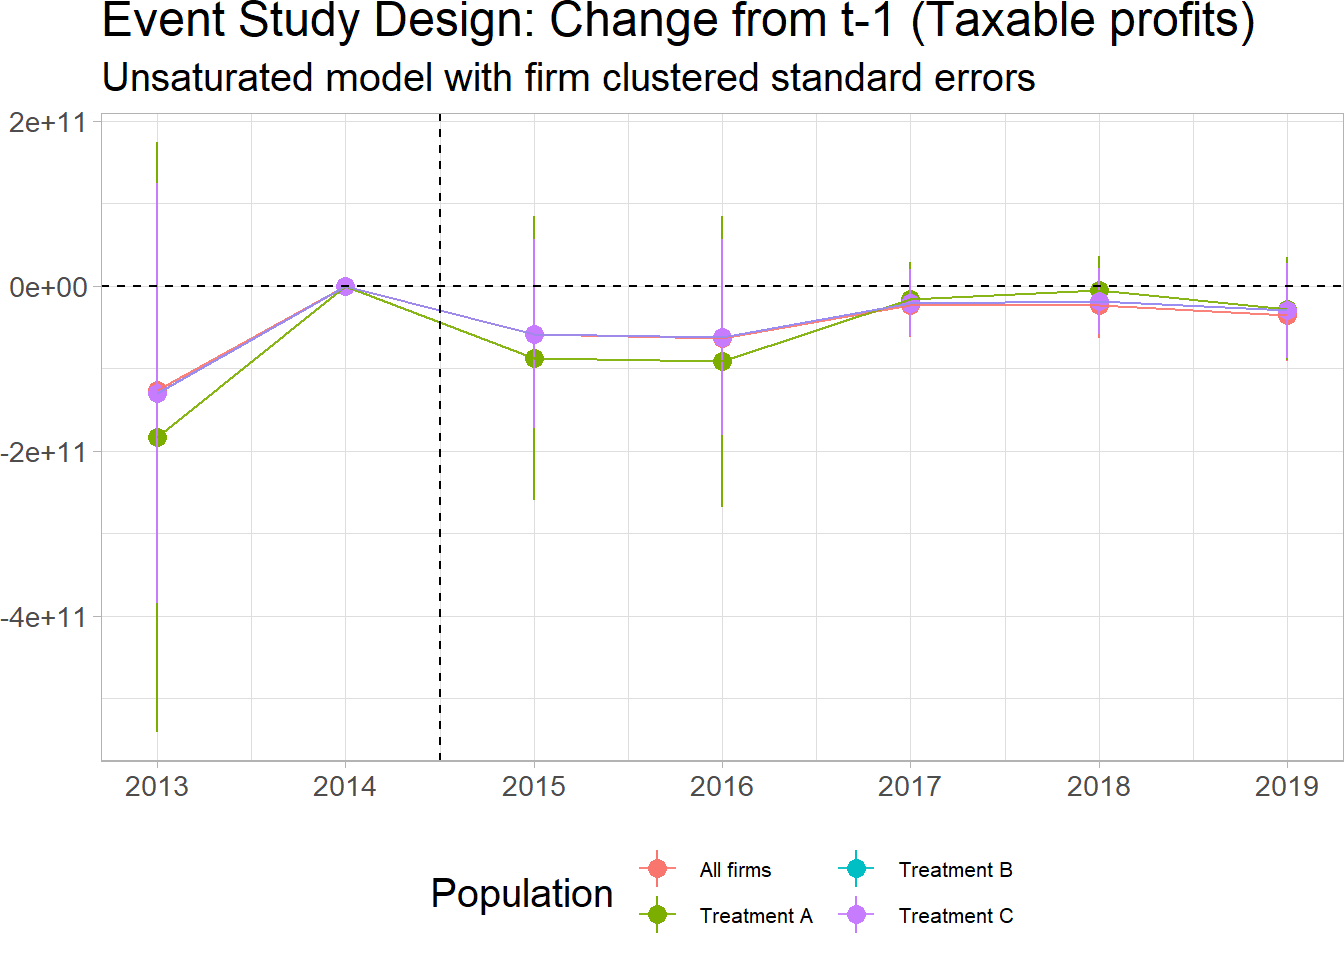 Event Study Design: Change from t-1 (Taxable profits)
Unsaturated model with firm clustered standard errors
2e+11
0e+00
-2e+11
-4e+11
2013 2014 2015 2016 2017 2018 2019
Population
All firms
Treatment A
Treatment B
Treatment C